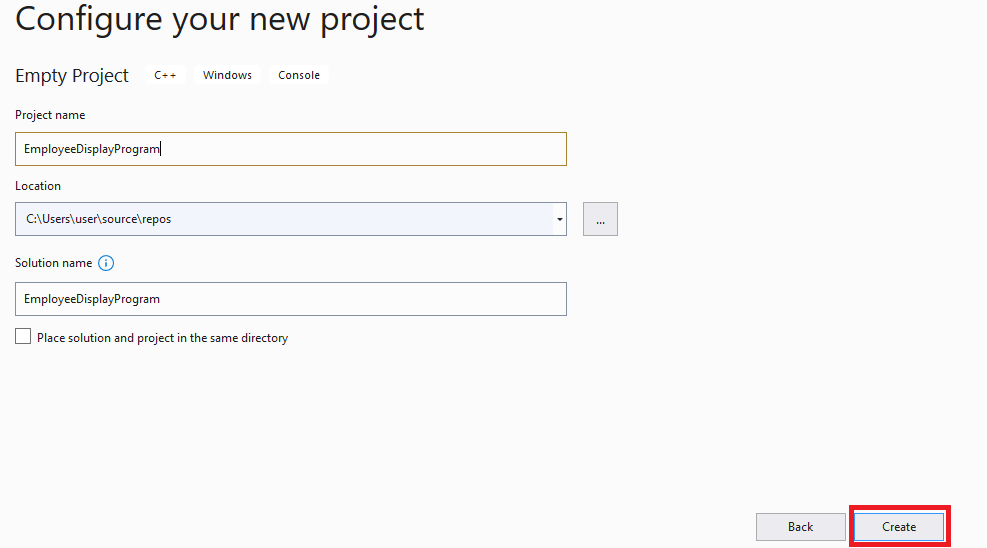 Configure your new project
Empty Project C++ Windows Console
Project name
EmployeeDisplayProgram
Location
C:\Users\user\source\repos
...
Solution name
EmployeeDisplayProgram
Place solution and project in the same directory
Back Create